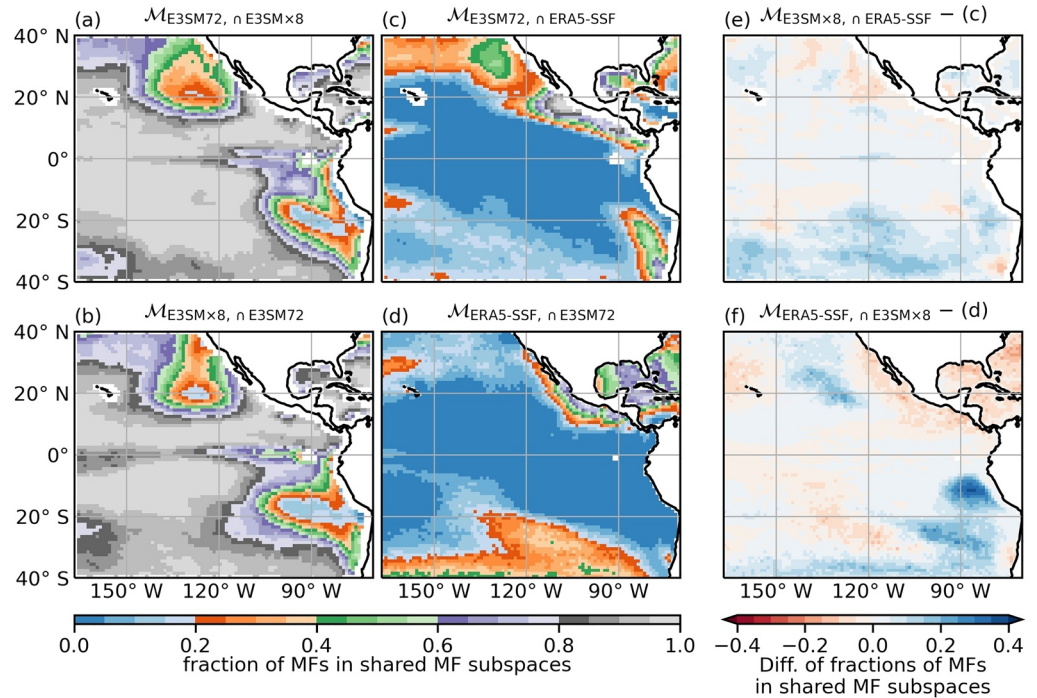 (a) ℳE3SM72, ∩ E3SM×8
(c) ℳE3SM72, ∩ ERA5-SSF
(e) ℳE3SM×8, ∩ ERA5-SSF − (c)
40° N
20° N
0°
20° S
40° S
(b) ℳE3SM×8, ∩ E3SM72
(d) ℳERA5-SSF, ∩ E3SM72
(f) ℳERA5-SSF, ∩ E3SM×8 − (d)
40° N
20° N
0°
20° S
40° S
150° W 120° W 90° W 150° W 120° W 90° W 150° W 120° W 90° W
0.0 0.2 0.4 0.6 0.8 1.0
fraction of MFs in shared MF subspaces
−0.4 −0.2 0.0 0.2 0.4
Diff. of fractions of MFs
in shared MF subspaces